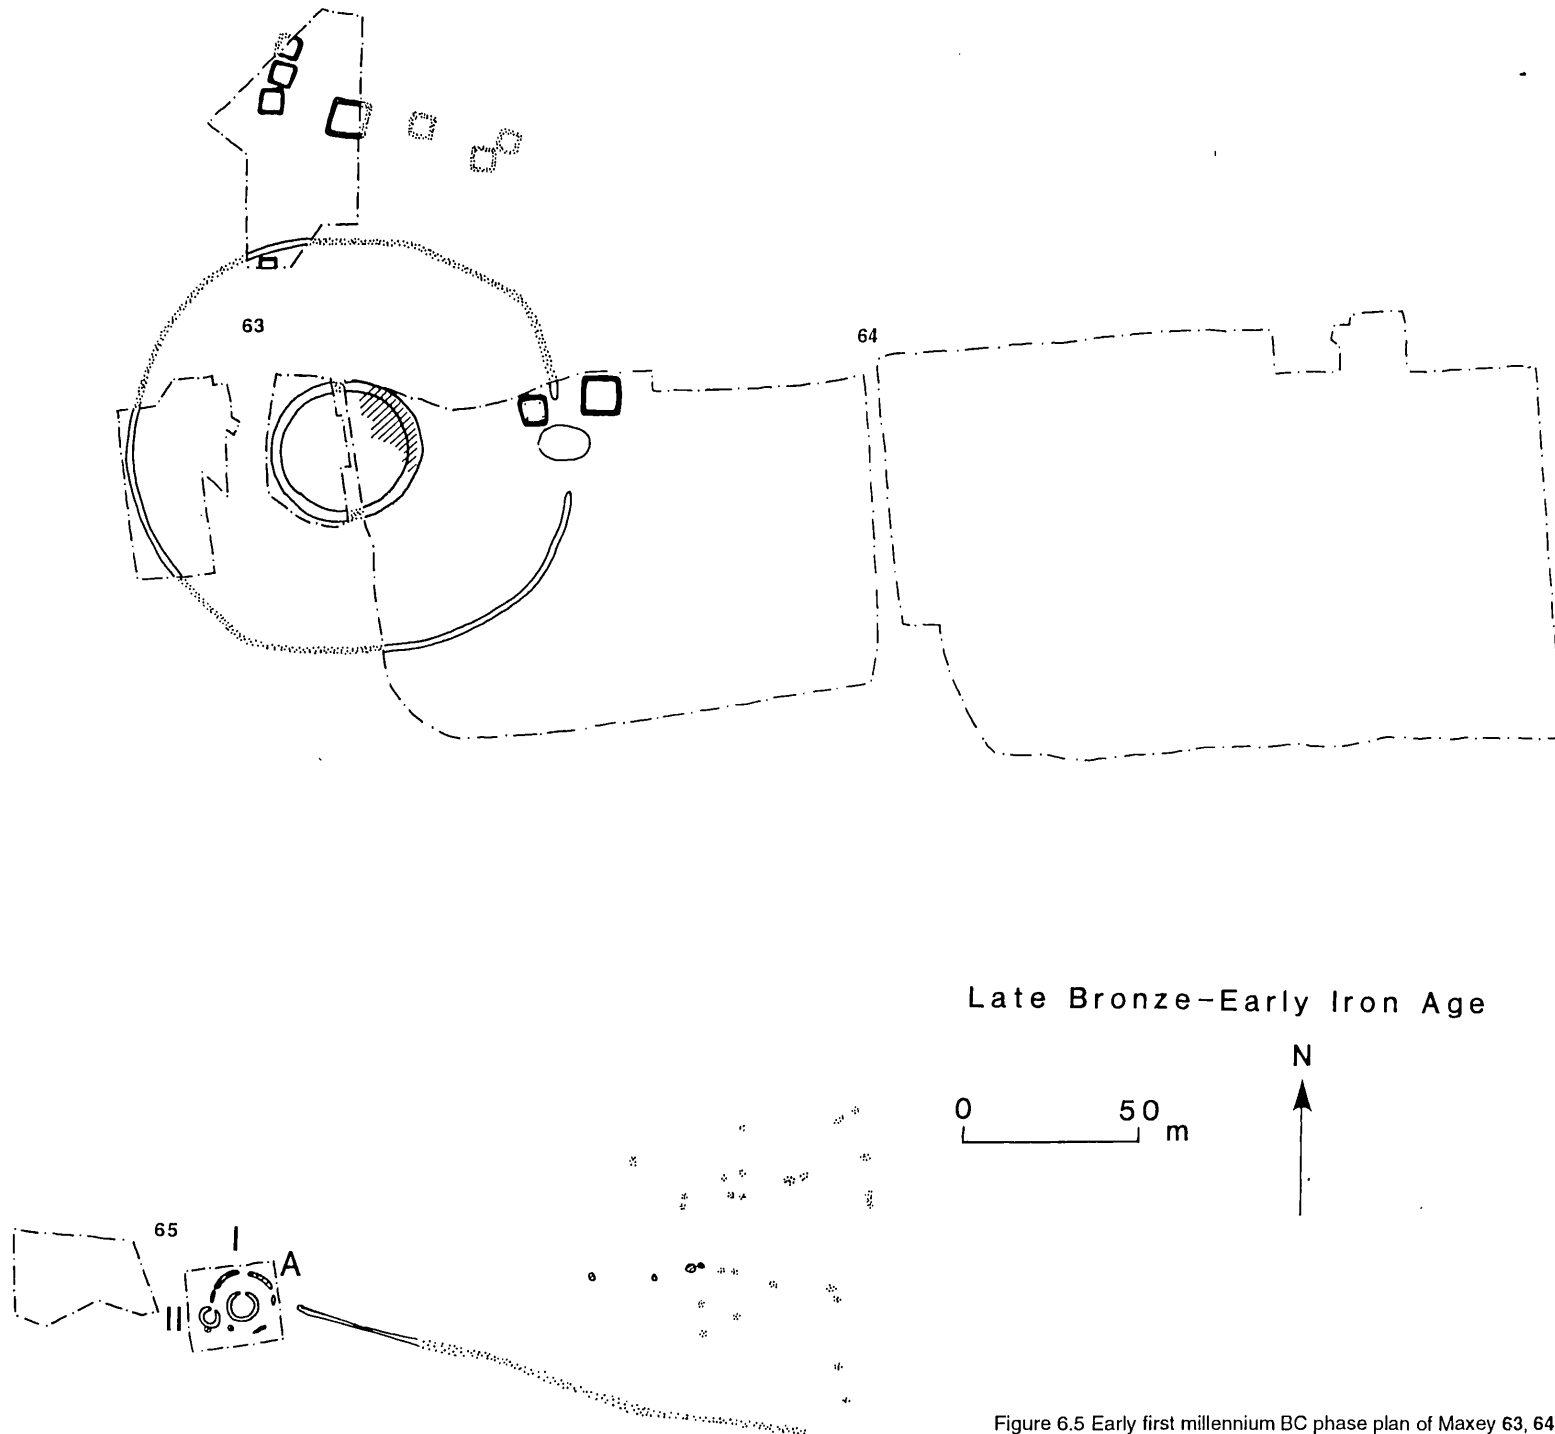 63
64
Late Bronze-Early Iron Age
N
0 50 m
65
I
A
II
Figure 6.5 Early first millennium BC phase plan of Maxey 63, 64